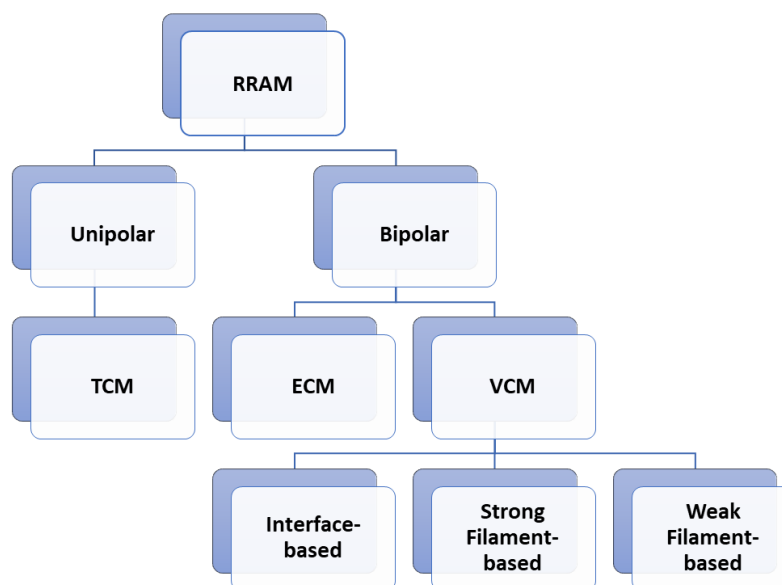 RRAM
Unipolar
Bipolar
TCM
ECM
VCM
Interface-
based
Strong
Filament-
based
Weak
Filament-
based